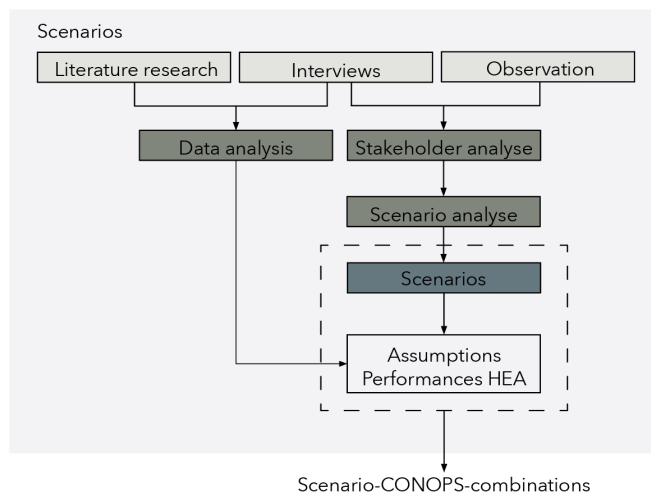 Scenarios
Literature research
Interviews
Observation
Data analysis
Stakeholder analyse
Scenario analyse
Scenarios
Assumptions
Performances HEA
Scenario-CONOPS-combinations